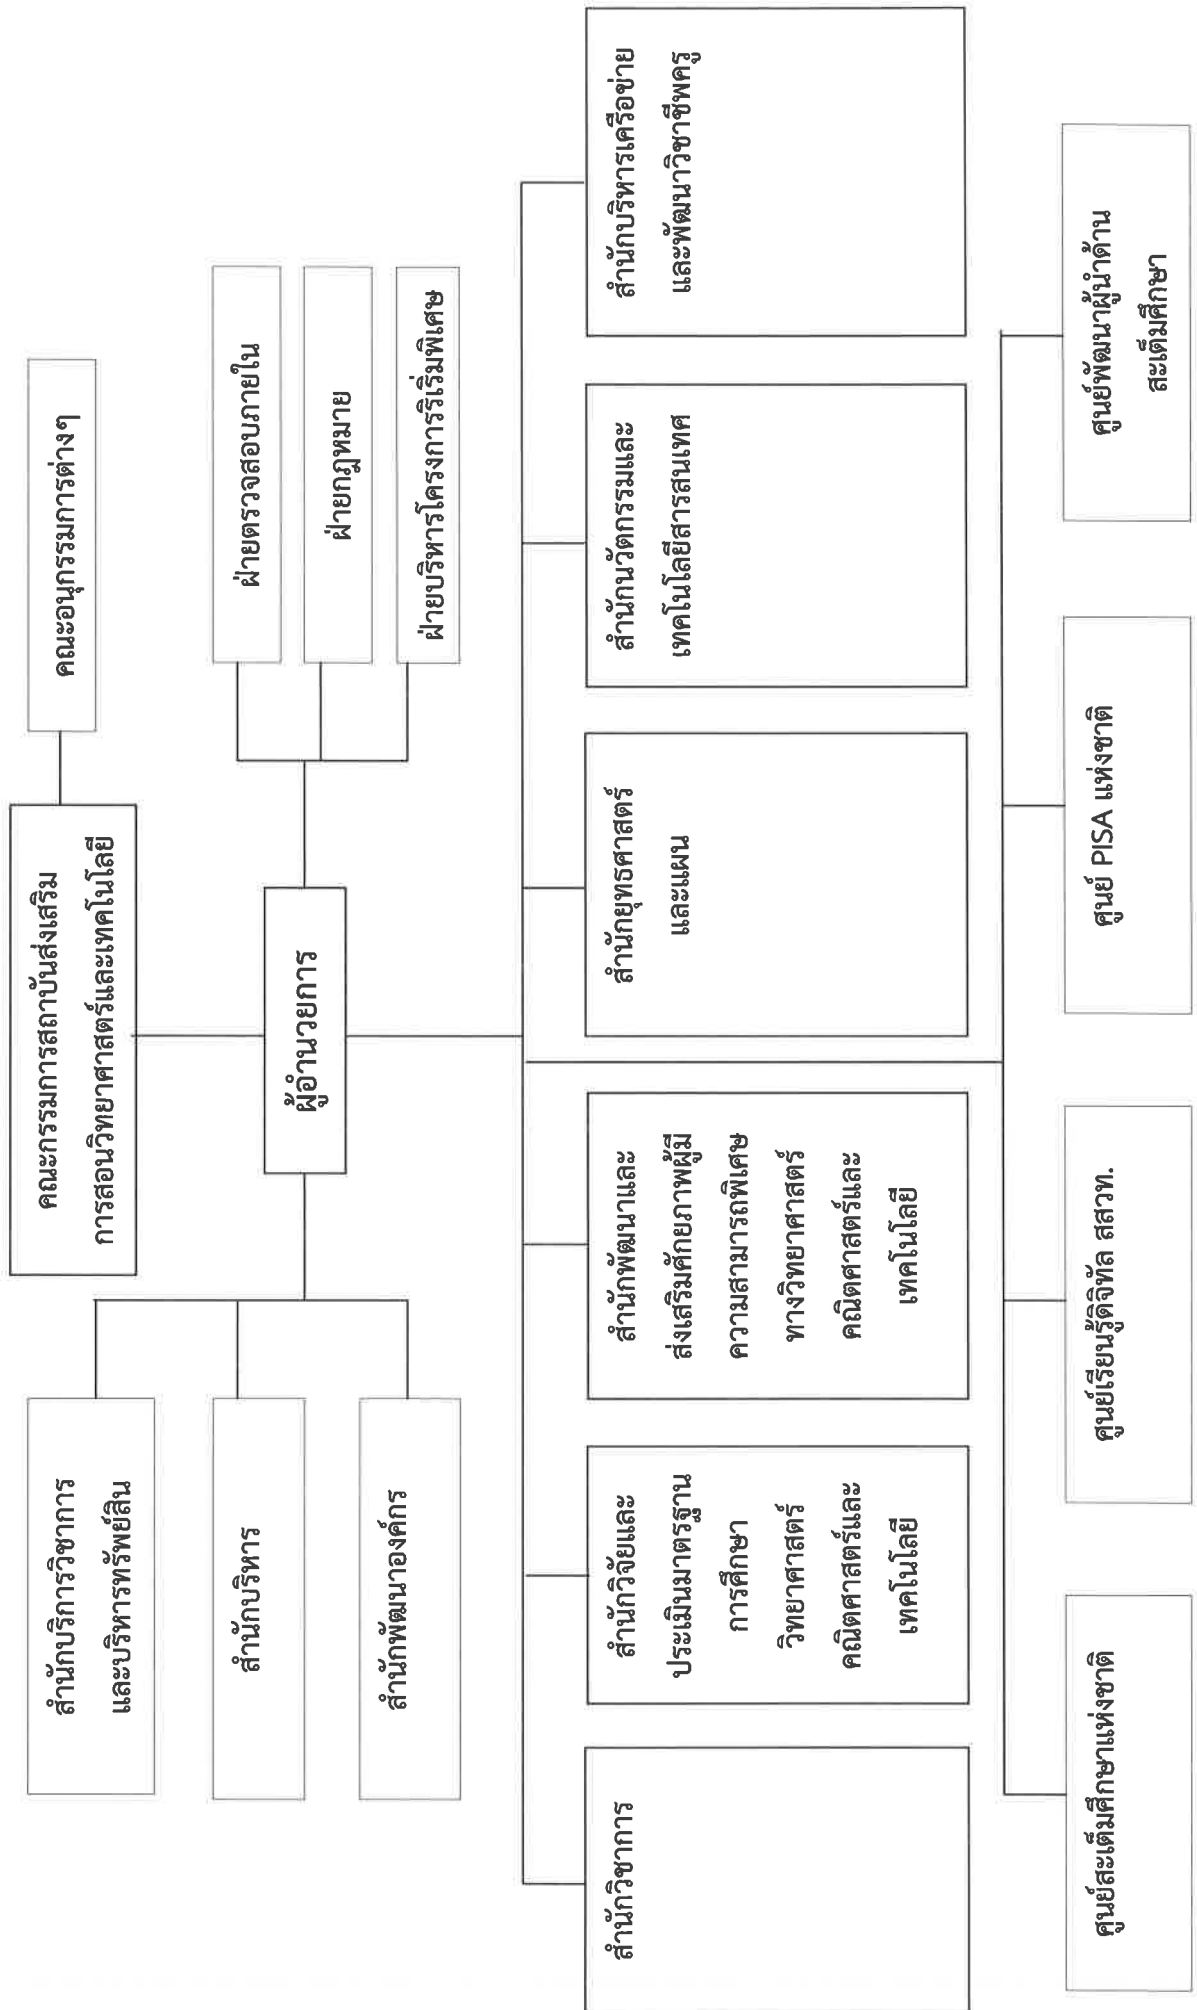 คณะกรรมการสถาบันส่งเสริม
การสอนวิทยาศาสตร์และเทคโนโลยี
คณะอนุกรรมการต่างๆ
ผู้อำนวยการ
สำนักบริการวิชาการ
และบริหารทรัพย์สิน
สำนักบริหาร
สำนักพัฒนาองค์กร
ฝ่ายตรวจสอบภายใน
ฝ่ายกฎหมาย
ฝ่ายบริหารโครงการริเริ่มพิเศษ
สำนักวิชาการ
สำนักวิจัยและ
ประเมินมาตรฐาน
การศึกษา
วิทยาศาสตร์
คณิตศาสตร์และ
เทคโนโลยี
สำนักพัฒนาและ
ส่งเสริมศักยภาพผู้มี
ความสามารถพิเศษ
ทางวิทยาศาสตร์
คณิตศาสตร์และ
เทคโนโลยี
สำนักยุทธศาสตร์
และแผน
สำนักนวัตกรรมและ
เทคโนโลยีสารสนเทศ
สำนักบริหารเครือข่าย
และพัฒนาวิชาชีพครู
ศูนย์สะเต็มศึกษาแห่งชาติ
ศูนย์เรียนรู้ดิจิทัล สสวท.
ศูนย์ PISA แห่งชาติ
ศูนย์พัฒนาผู้นำด้าน
สะเต็มศึกษา